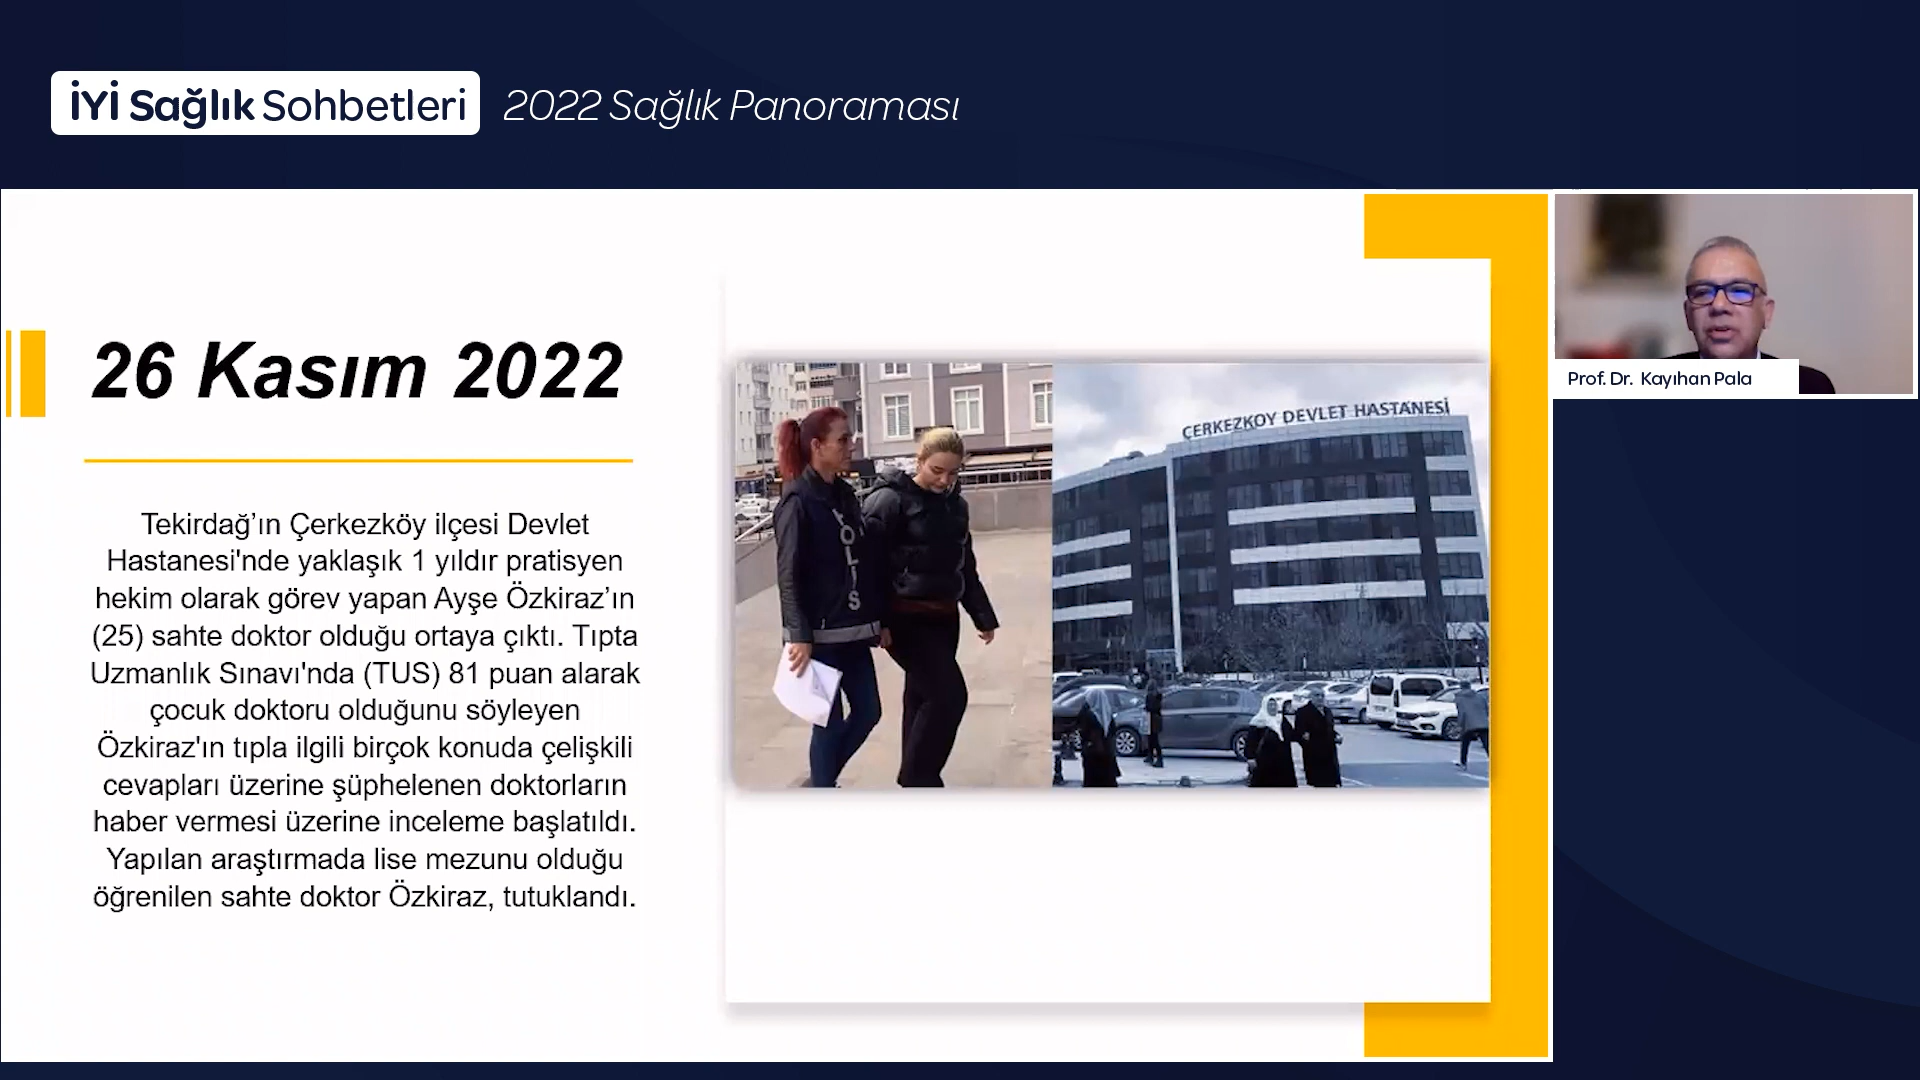 İYİ Sağlık Sohbetleri 2022 Sağlık Panoraması
26 Kasım 2022
Tekirdağ’ın Çerkezköy ilçesi Devlet
Hastanesi'nde yaklaşık 1 yıldır pratisyen
hekim olarak görev yapan Ayşe Özkiraz’ın
(25) sahte doktor olduğu ortaya çıktı. Tıpta
Uzmanlık Sınavı'nda (TUS) 81 puan alarak
çocuk doktoru olduğunu söyleyen
Özkiraz'ın tıpla ilgili birçok konuda çelişkili
cevapları üzerine şüphelenen doktorların
haber vermesi üzerine inceleme başlatıldı.
Yapılan araştırmada lise mezunu olduğu
öğrenilen sahte doktor Özkiraz, tutuklandı.
POLİS
ÇERKEZKÖY DEVLET HASTANESİ
Prof. Dr. Kayıhan Pala